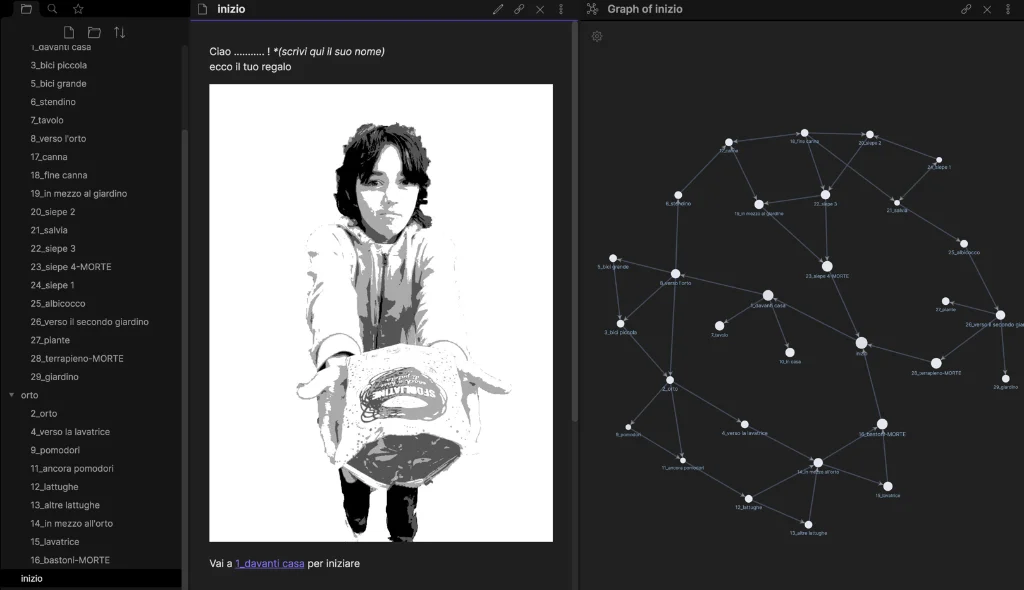 inizio
Graph of inizio
1_davanti casa
3_bici piccola
5_bici grande
6_stendino
7_tavolo
8_verso l'orto
17_canna
18_fine canna
19_in mezzo al giardino
20_siepe 2
21_salvia
22_siepe 3
23_siepe 4-MORTE
24_siepe 1
25_albicocco
26_verso il secondo giardino
27_piante
28_terrapieno-MORTE
29_giardino
orto
2_orto
4_verso la lavatrice
9_pomodori
11_ancora pomodori
12_lattughe
13_altre lattughe
14_in mezzo all'orto
15_lavatrice
16_bastoni-MORTE
inizio
Ciao ........... ! *(scrivi qui il suo nome)
ecco il tuo regalo
SFOGLIATINE
Vai a 1_davanti casa per iniziare
17_canna
18_fine canna
20_siepe 2
24_siepe 1
6_stendino
19_in mezzo al giardino
22_siepe 3
21_salvia
25_albicocco
5_bici grande
8_verso l'orto
23_siepe 4-MORTE
1_davanti casa
27_piante
26_verso il secondo giardi
3_bici piccola
7_tavolo
10_in casa
inizio
28_terrapieno-MORTE
29_giardino
2_orto
9_pomodori
4_verso la lavatrice
16_bastoni-MORTE
11_ancora pomodori
14_in mezzo all'orto
15_lavatrice
12_lattughe
13_altre lattughe